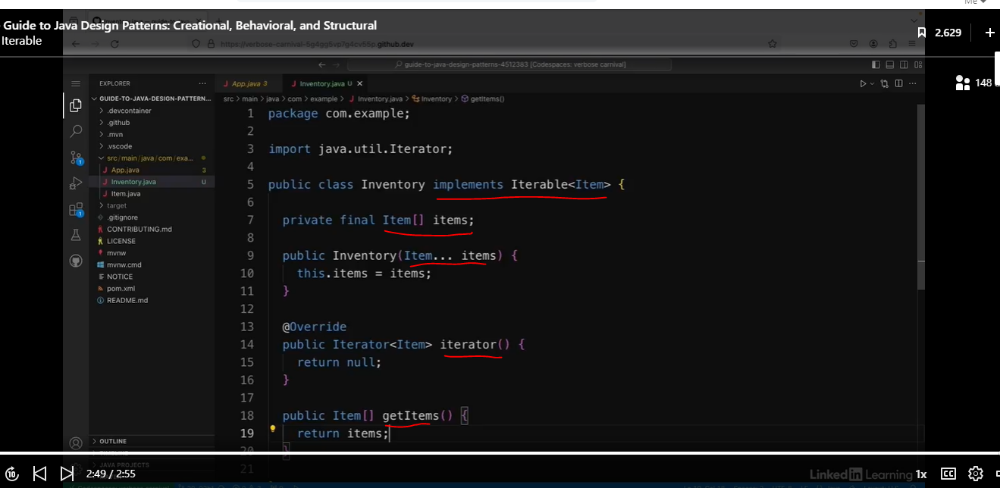 Me
Guide to Java Design Patterns: Creational, Behavioral, and Structural
Iterable
2,629
https://verbose-carnival-5g4gg5vp7g4cv55p.github.dev
guide-to-java-design-patterns-4512383 [Codespaces: verbose carnival]
148
EXPLORER
GUIDE-TO-JAVA-DESIGN-PATTERN...
.devcontainer
.github
.mvn
.vscode
src/main/java/com/exa...
App.java 3
Inventory.java U
Item.java
target
.gitignore
CONTRIBUTING.md
LICENSE
mvnw
mvnw.cmd
NOTICE
pom.xml
README.md
OUTLINE
TIMELINE
JAVA PROJECTS
1
1
App.java 3
Inventory.java U
src > main > java > com > example > Inventory.java > Inventory > getItems()
1 package com.example;
2
3 import java.util.Iterator;
4
5 public class Inventory implements Iterable<Item> {
6
7 private final Item[] items;
8
9 public Inventory(Item... items) {
10 this.items = items;
11 }
12
13 @Override
14 public Iterator<Item> iterator() {
15 return null;
16 }
17
18 public Item[] getItems() {
19 return items;
20 }
21
10
2:49 / 2:55
LinkedIn Learning
1x
CC